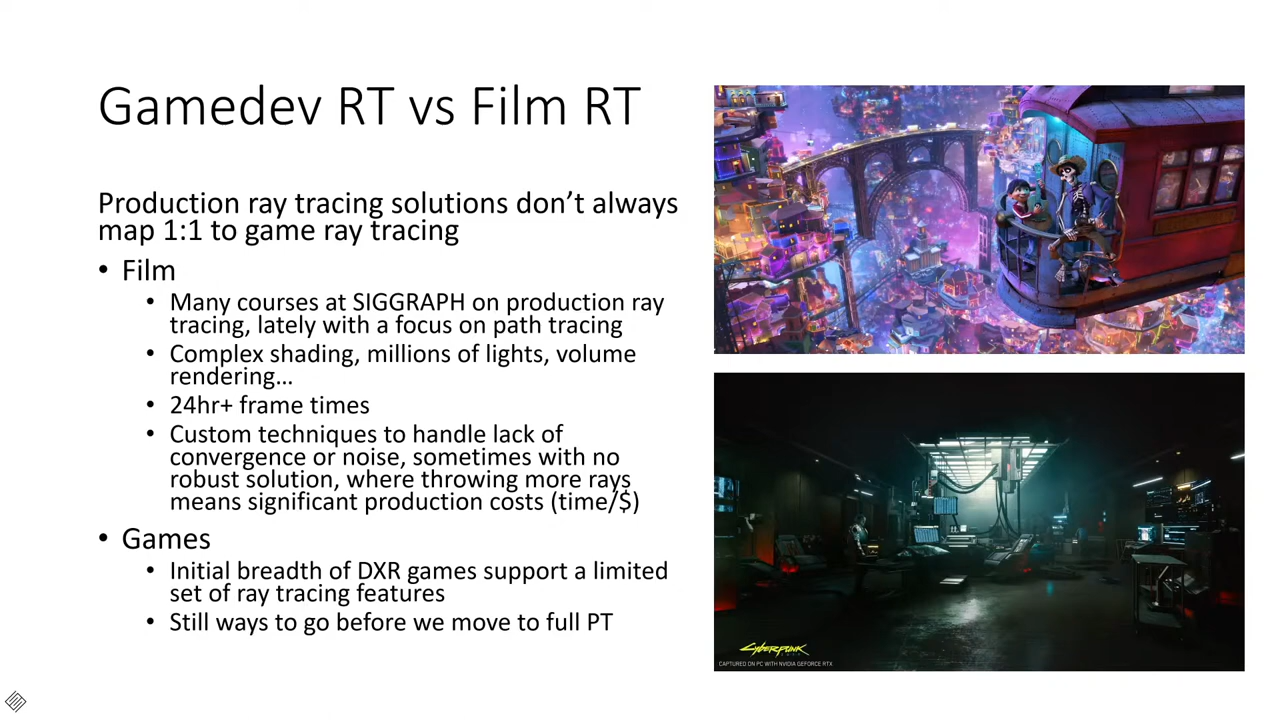 Gamedev RT vs Film RT
Production ray tracing solutions don’t always
map 1:1 to game ray tracing
• Film
• Many courses at SIGGRAPH on production ray
tracing, lately with a focus on path tracing
• Complex shading, millions of lights, volume
rendering…
• 24hr+ frame times
• Custom techniques to handle lack of
convergence or noise, sometimes with no
robust solution, where throwing more rays
means significant production costs (time/$)
• Games
• Initial breadth of DXR games support a limited
set of ray tracing features
• Still ways to go before we move to full PT
Cyberpunk
CAPTURED ON PC WITH NVIDIA GEFORCE RTX